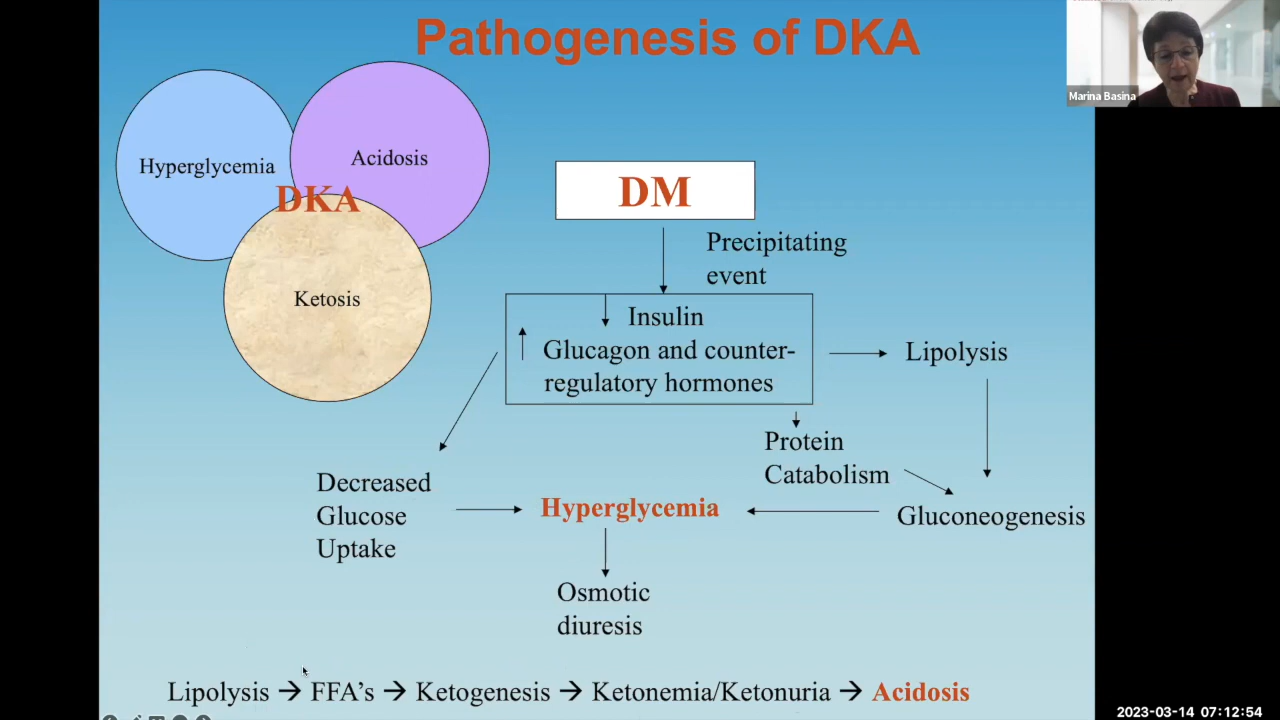 Pathogenesis of DKA
Marina Basina
Hyperglycemia
Acidosis
DKA
Ketosis
DM
Precipitating
event
Insulin
Glucagon and counter-
regulatory hormones
Lipolysis
Protein
Catabolism
Decreased
Glucose
Uptake
Hyperglycemia
Gluconeogenesis
Osmotic
diuresis
Lipolysis → FFA's → Ketogenesis → Ketonemia/Ketonuria → Acidosis
2023-03-14 07:12:54